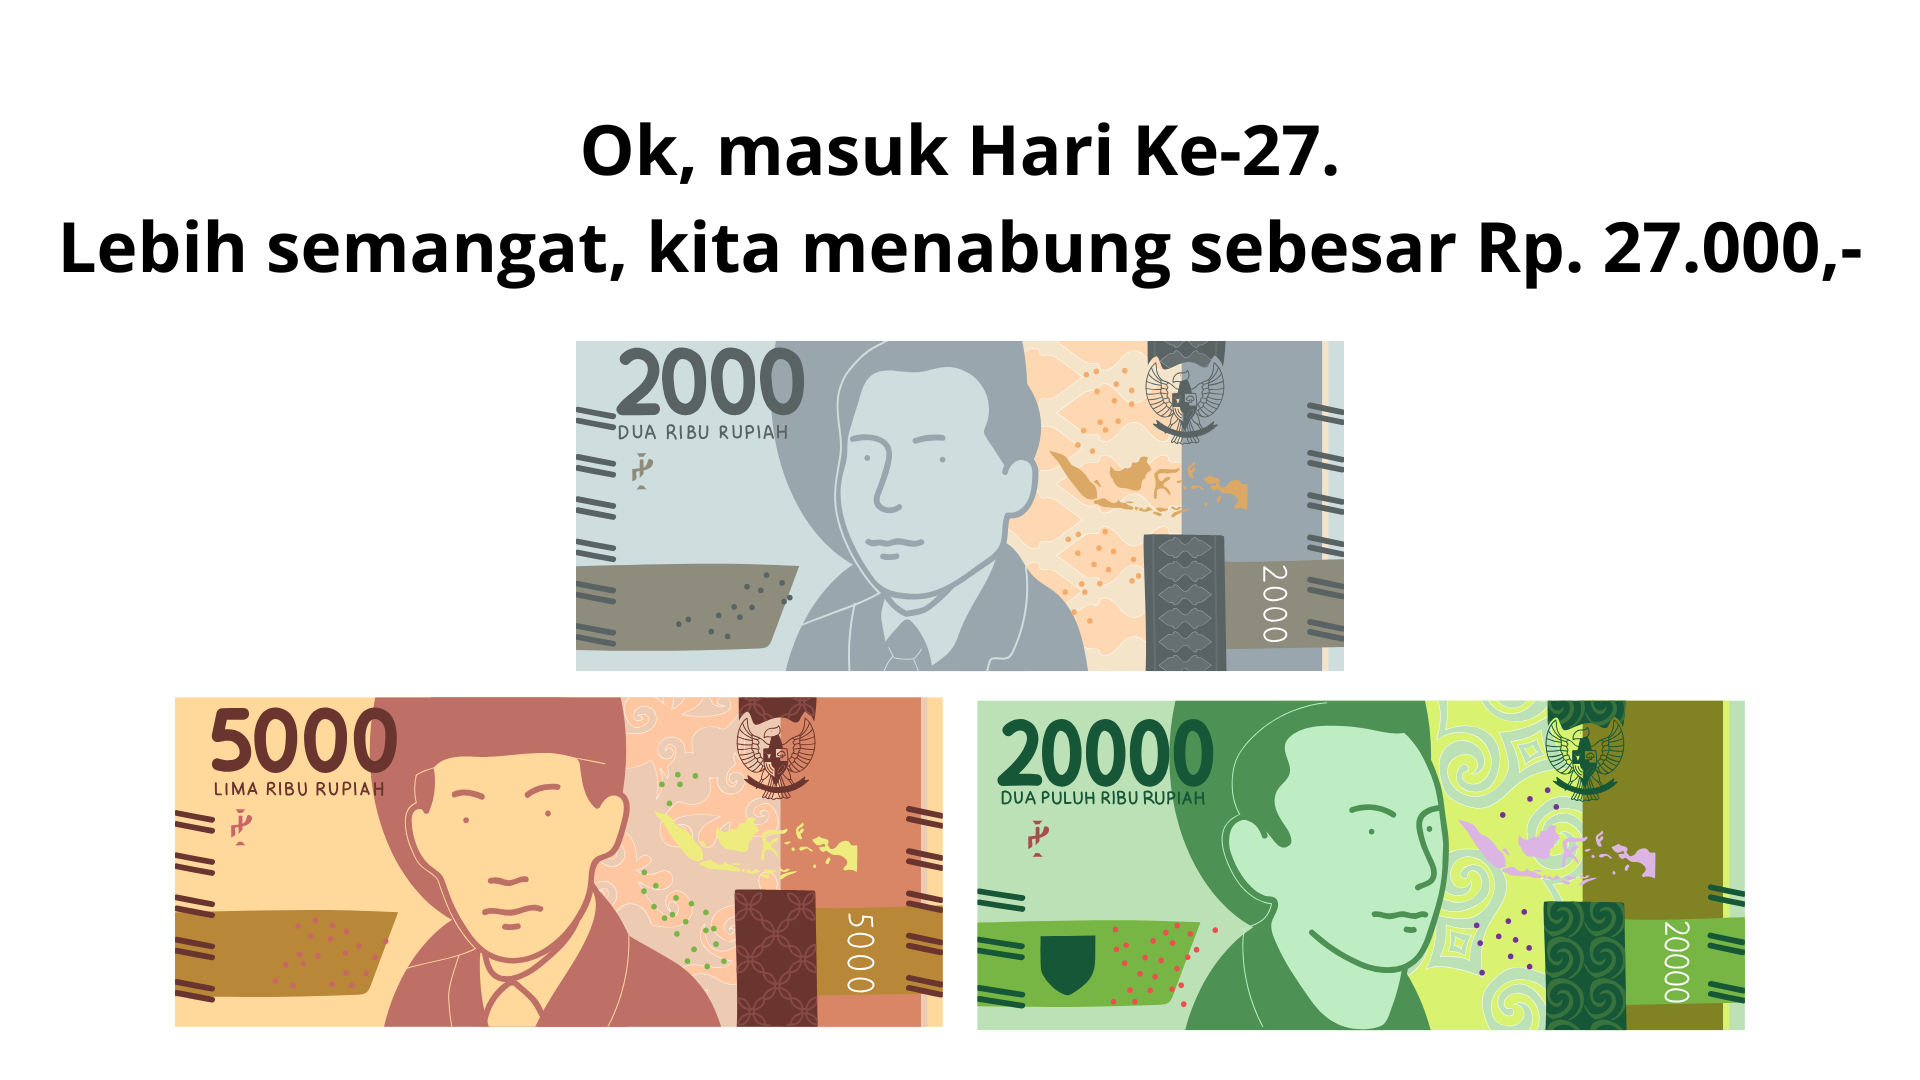 Ok, masuk Hari Ke-27.
Lebih semangat, kita menabung sebesar Rp. 27.000,-
2000
DUA RIBU RUPIAH
2000
5000
LIMA RIBU RUPIAH
5000
20000
DUA PULUH RIBU RUPIAH
20000